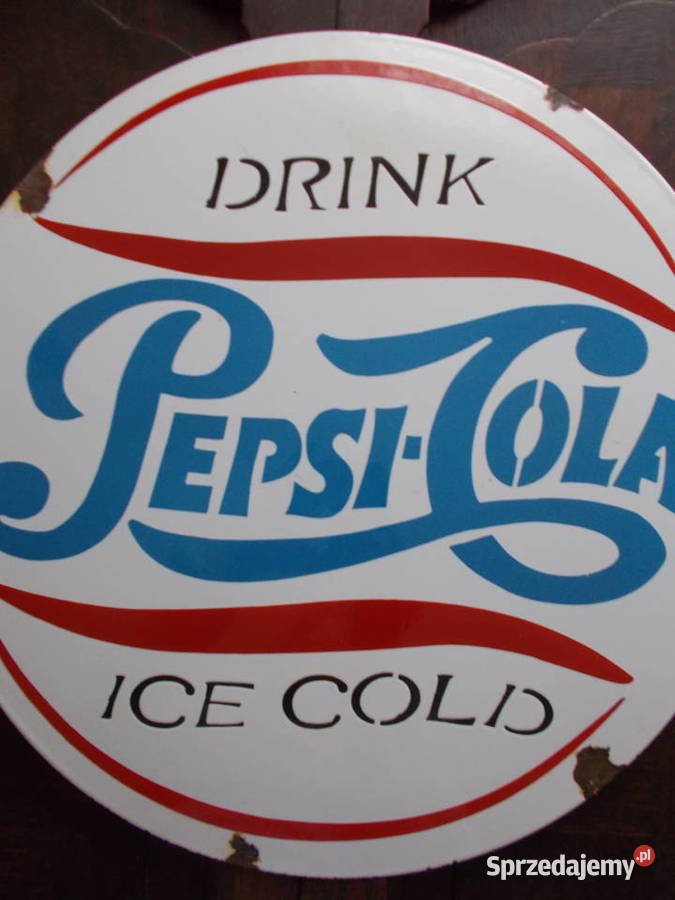 DRINK
PEPSI-COLA
ICE COLD
Sprzedajemy.pl